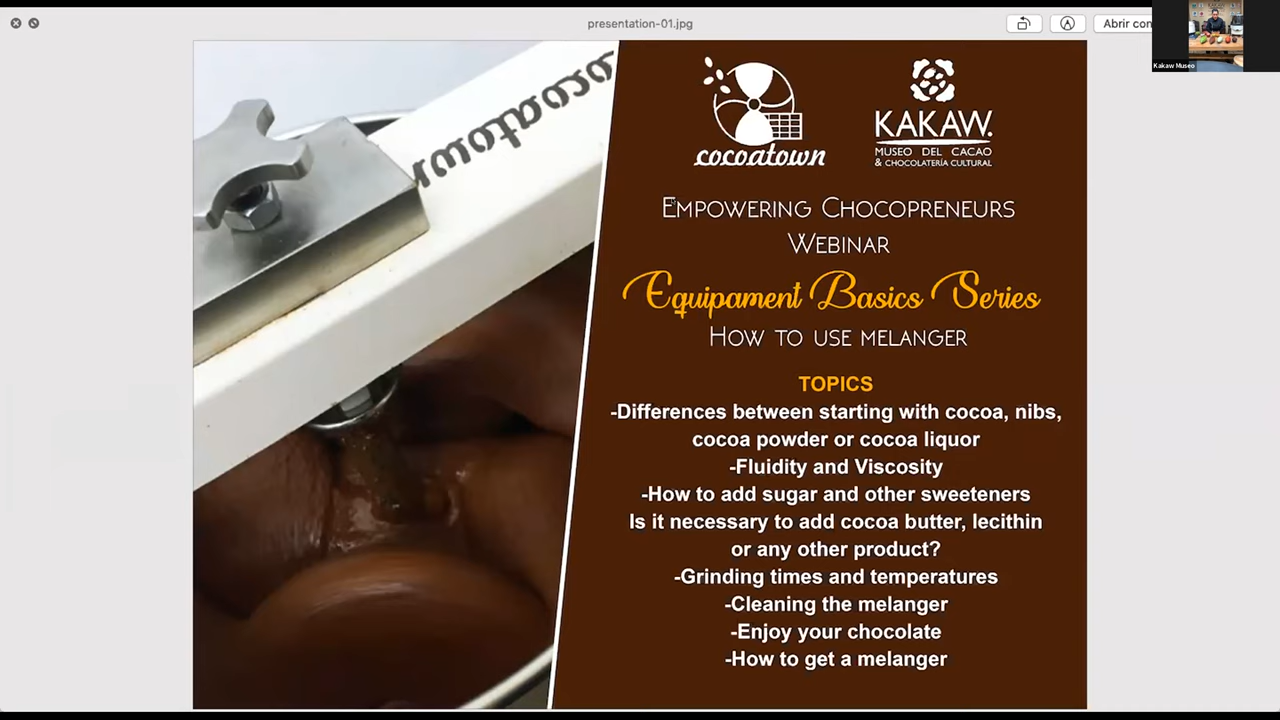 presentation-01.jpg
Abrir con
Kakaw Museo
cocoatown
cocoatown
KAKAW.
MUSEO DEL CACAO
& CHOCOLATERÍA CULTURAL
EMPOWERING CHOCOPRENEURS
WEBINAR
Equipament Basics Series
HOW TO USE MELANGER
TOPICS
-Differences between starting with cocoa, nibs,
cocoa powder or cocoa liquor
-Fluidity and Viscosity
-How to add sugar and other sweeteners
Is it necessary to add cocoa butter, lecithin
or any other product?
-Grinding times and temperatures
-Cleaning the melanger
-Enjoy your chocolate
-How to get a melanger